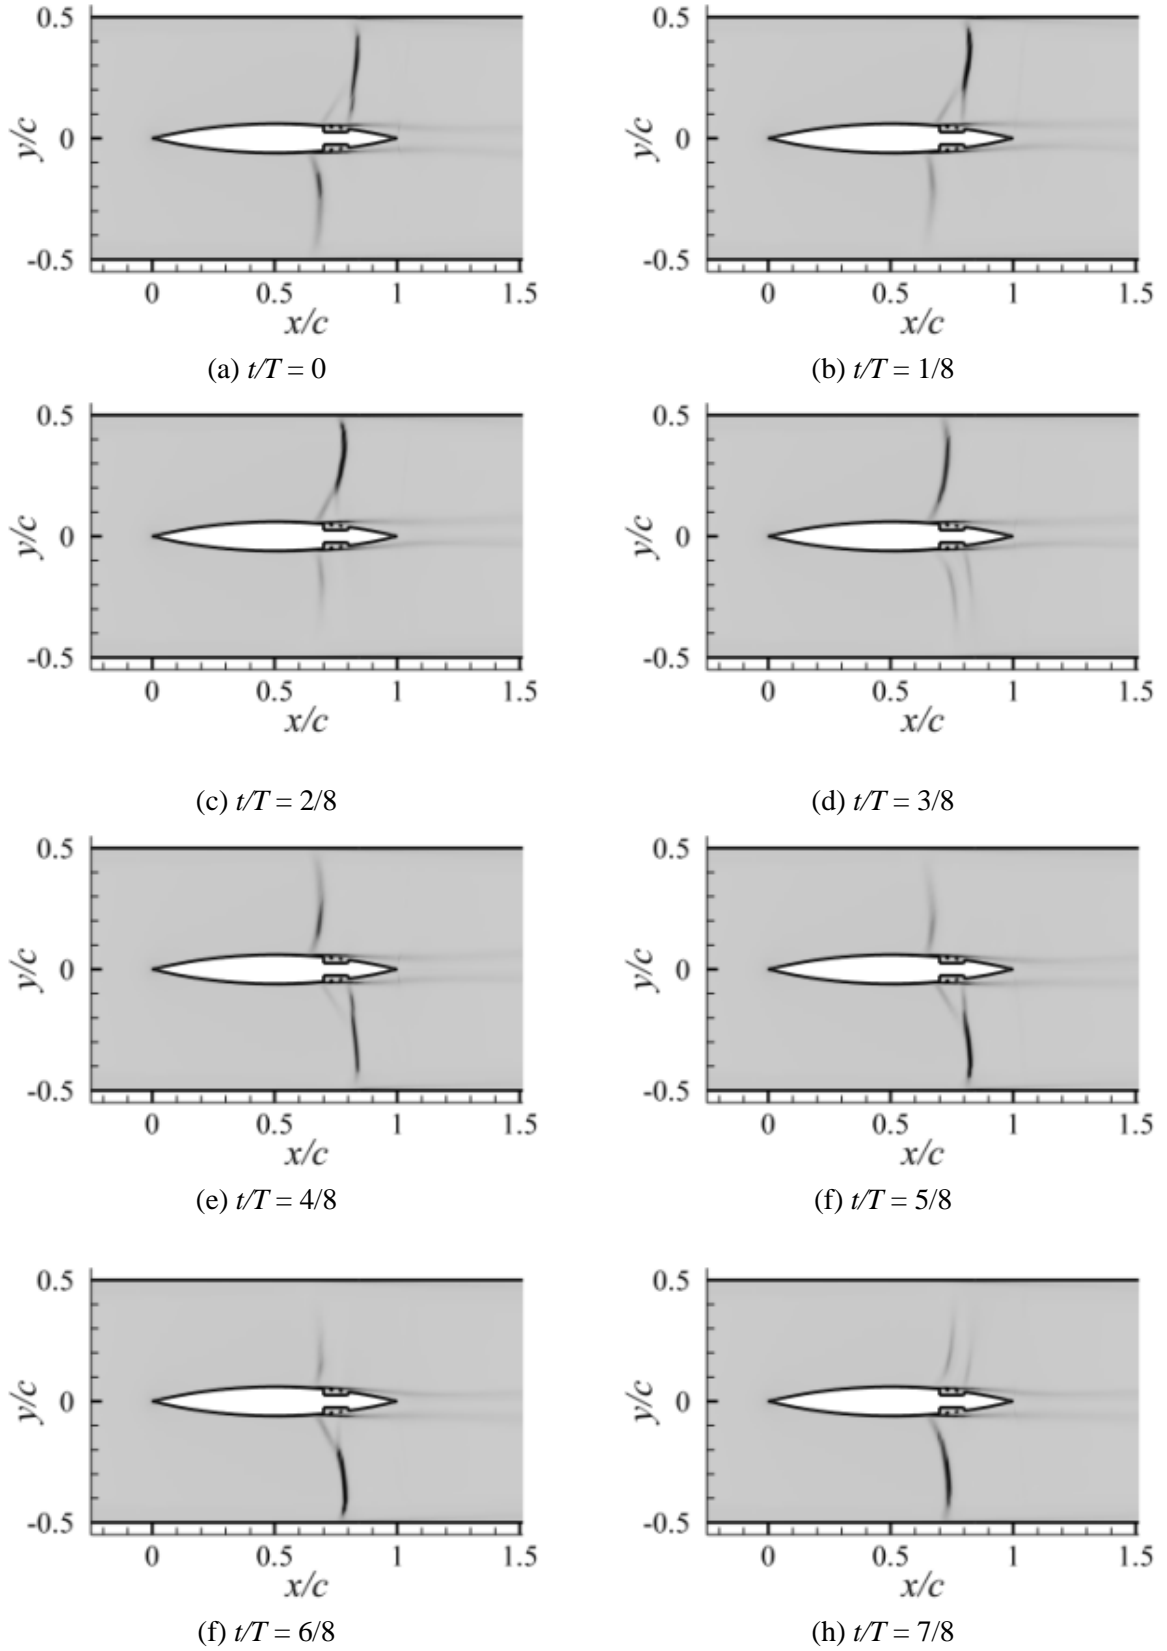 0.5 0.5
y/c 0 y/c 0
-0.5 -0.5
0 0.5 1 1.5 0 0.5 1 1.5
x/c x/c
(a) t/T = 0 (b) t/T = 1/8
0.5 0.5
y/c 0 y/c 0
-0.5 -0.5
0 0.5 1 1.5 0 0.5 1 1.5
x/c x/c
(c) t/T = 2/8 (d) t/T = 3/8
0.5 0.5
y/c 0 y/c 0
-0.5 -0.5
0 0.5 1 1.5 0 0.5 1 1.5
x/c x/c
(e) t/T = 4/8 (f) t/T = 5/8
0.5 0.5
y/c 0 y/c 0
-0.5 -0.5
0 0.5 1 1.5 0 0.5 1 1.5
x/c x/c
(f) t/T = 6/8 (h) t/T = 7/8